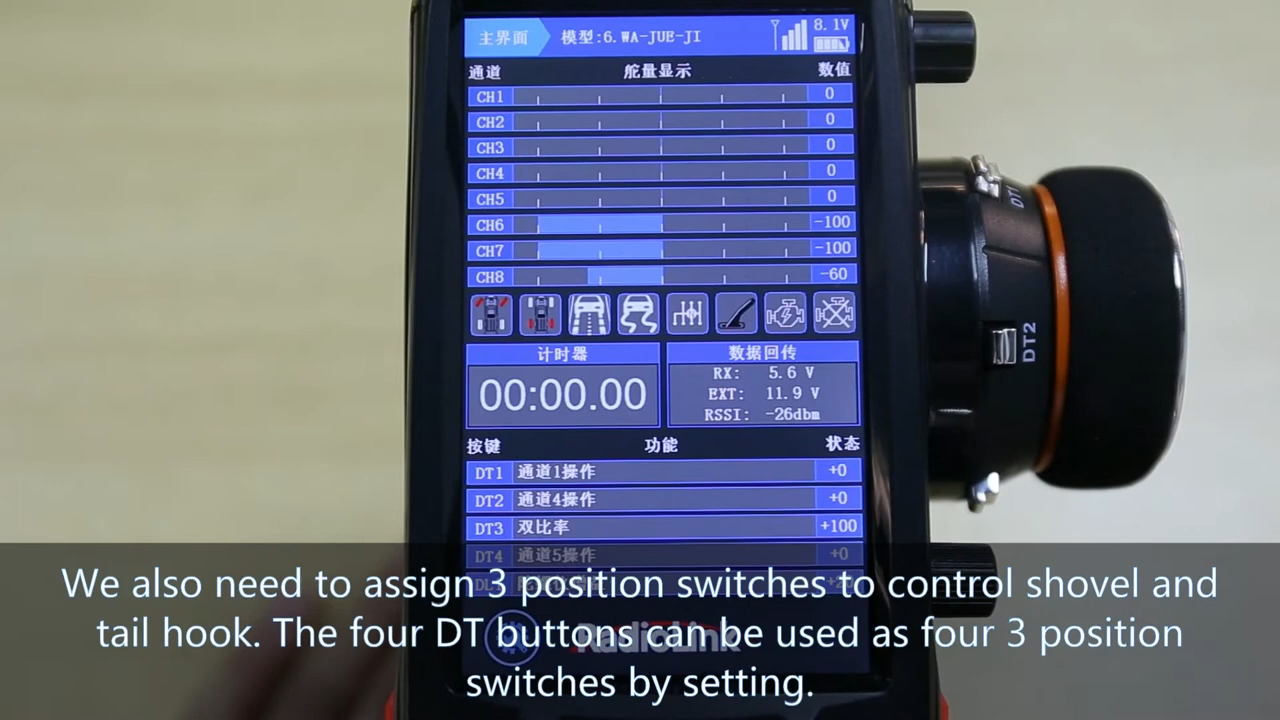 主界面 模型:6.WA-JUE-JI 8.1V
通道 舵量显示 数值
CH1 0
CH2 0
CH3 0
CH4 0
CH5 0
CH6 -100
CH7 -100
CH8 -60
计时器 数据回传
00:00.00
RX: 5.6 V
EXT: 11.9 V
RSSI: -26dbm
按键 功能 状态
DT1 通道1操作 +0
DT2 通道4操作 +0
DT3 双比率 +100
DT4 通道5操作 +0
RadioLink
DT1
DT2
We also need to assign 3 position switches to control shovel and
tail hook. The four DT buttons can be used as four 3 position
switches by setting.